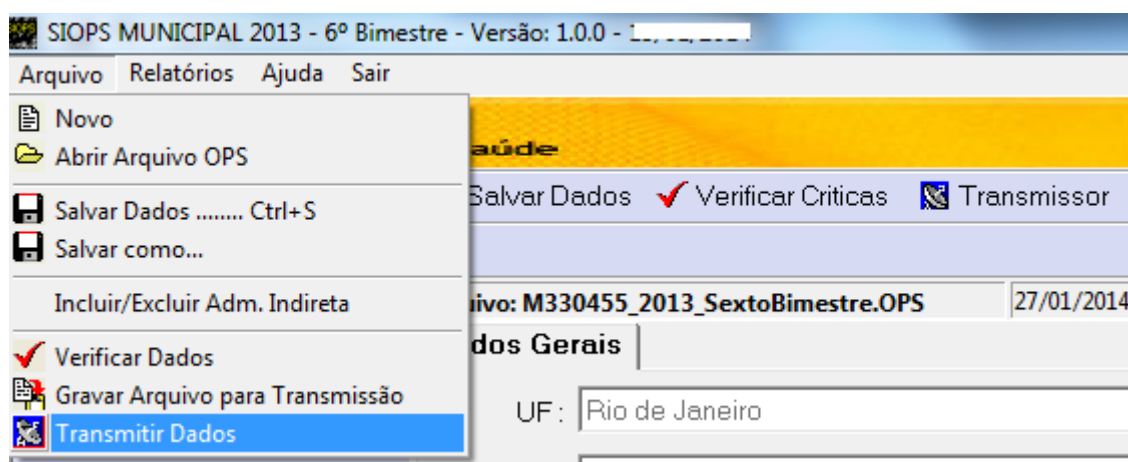 SIOPS MUNICIPAL 2013 - 6º Bimestre - Versão: 1.0.0 -
Arquivo Relatórios Ajuda Sair
Novo
Abrir Arquivo OPS
Salvar Dados ........ Ctrl+S
Salvar como...
Incluir/Excluir Adm. Indireta
Verificar Dados
Gravar Arquivo para Transmissão
Transmitir Dados
aúde
Salvar Dados Verificar Criticas Transmissor
ivo: M330455_2013_SextoBimestre.OPS 27/01/2014
dos Gerais
UF: Rio de Janeiro